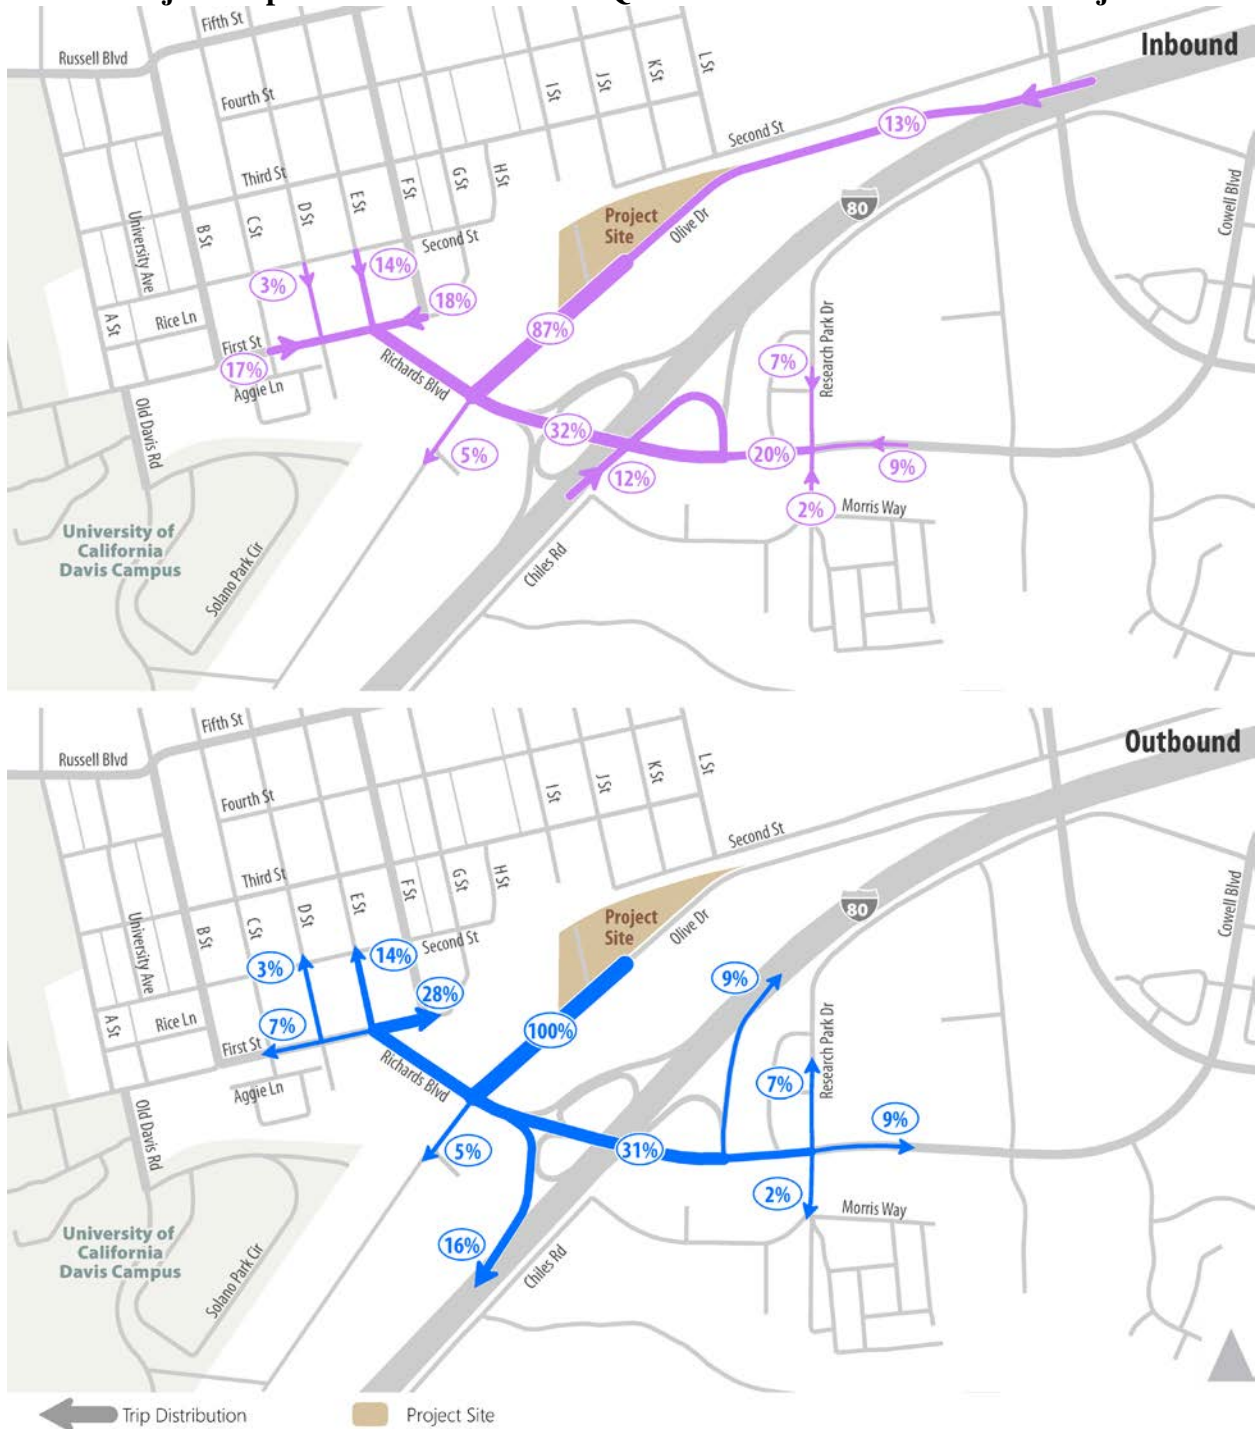 Inbound
Fifth St
Russell Blvd
L St
K St
J St
I St
Fourth St
Second St
13%
Third St
H St
G St
F St
E St
D St
C St
B St
University Ave
80
Cowell Blvd
Project
Site
Olive Dr
Second St
14%
3%
18%
A St
Rice Ln
87%
First St
17%
Richards Blvd
Aggie Ln
7%
Research Park Dr
Old Davis Rd
32%
20%
5%
9%
12%
2%
Morris Way
University of
California
Davis Campus
Solano Park Cir
Chiles Rd
Outbound
Fifth St
Russell Blvd
L St
K St
J St
I St
Fourth St
Second St
Third St
H St
G St
F St
E St
D St
C St
B St
University Ave
80
Cowell Blvd
Project
Site
Olive Dr
Second St
14%
3%
9%
28%
A St
Rice Ln
7%
100%
First St
Richards Blvd
Aggie Ln
7%
Research Park Dr
Old Davis Rd
9%
5%
31%
2%
Morris Way
University of
California
Davis Campus
16%
Solano Park Cir
Chiles Rd
Trip Distribution
Project Site